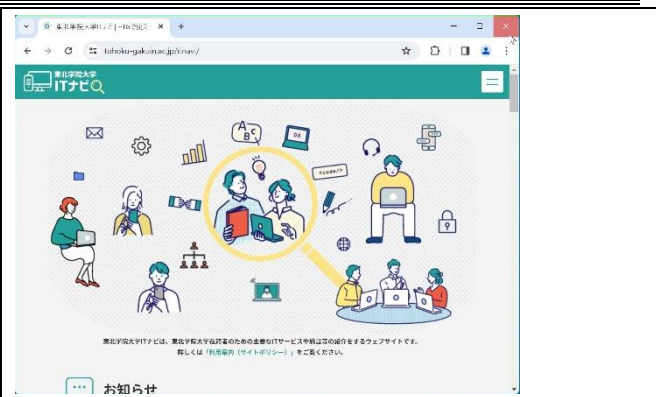 東北学院大学ITナビ
tohoku-gakuin.ac.jp/itnavi/
東北学院大学
ITナビ
A
B C
OK
<code/>
東北学院大学ITナビは、東北学院大学在籍者のための主要なITサービスや施設等の紹介をするウェブサイトです。
詳しくは「利用案内（サイトポリシー）」をご覧ください。
お知らせ